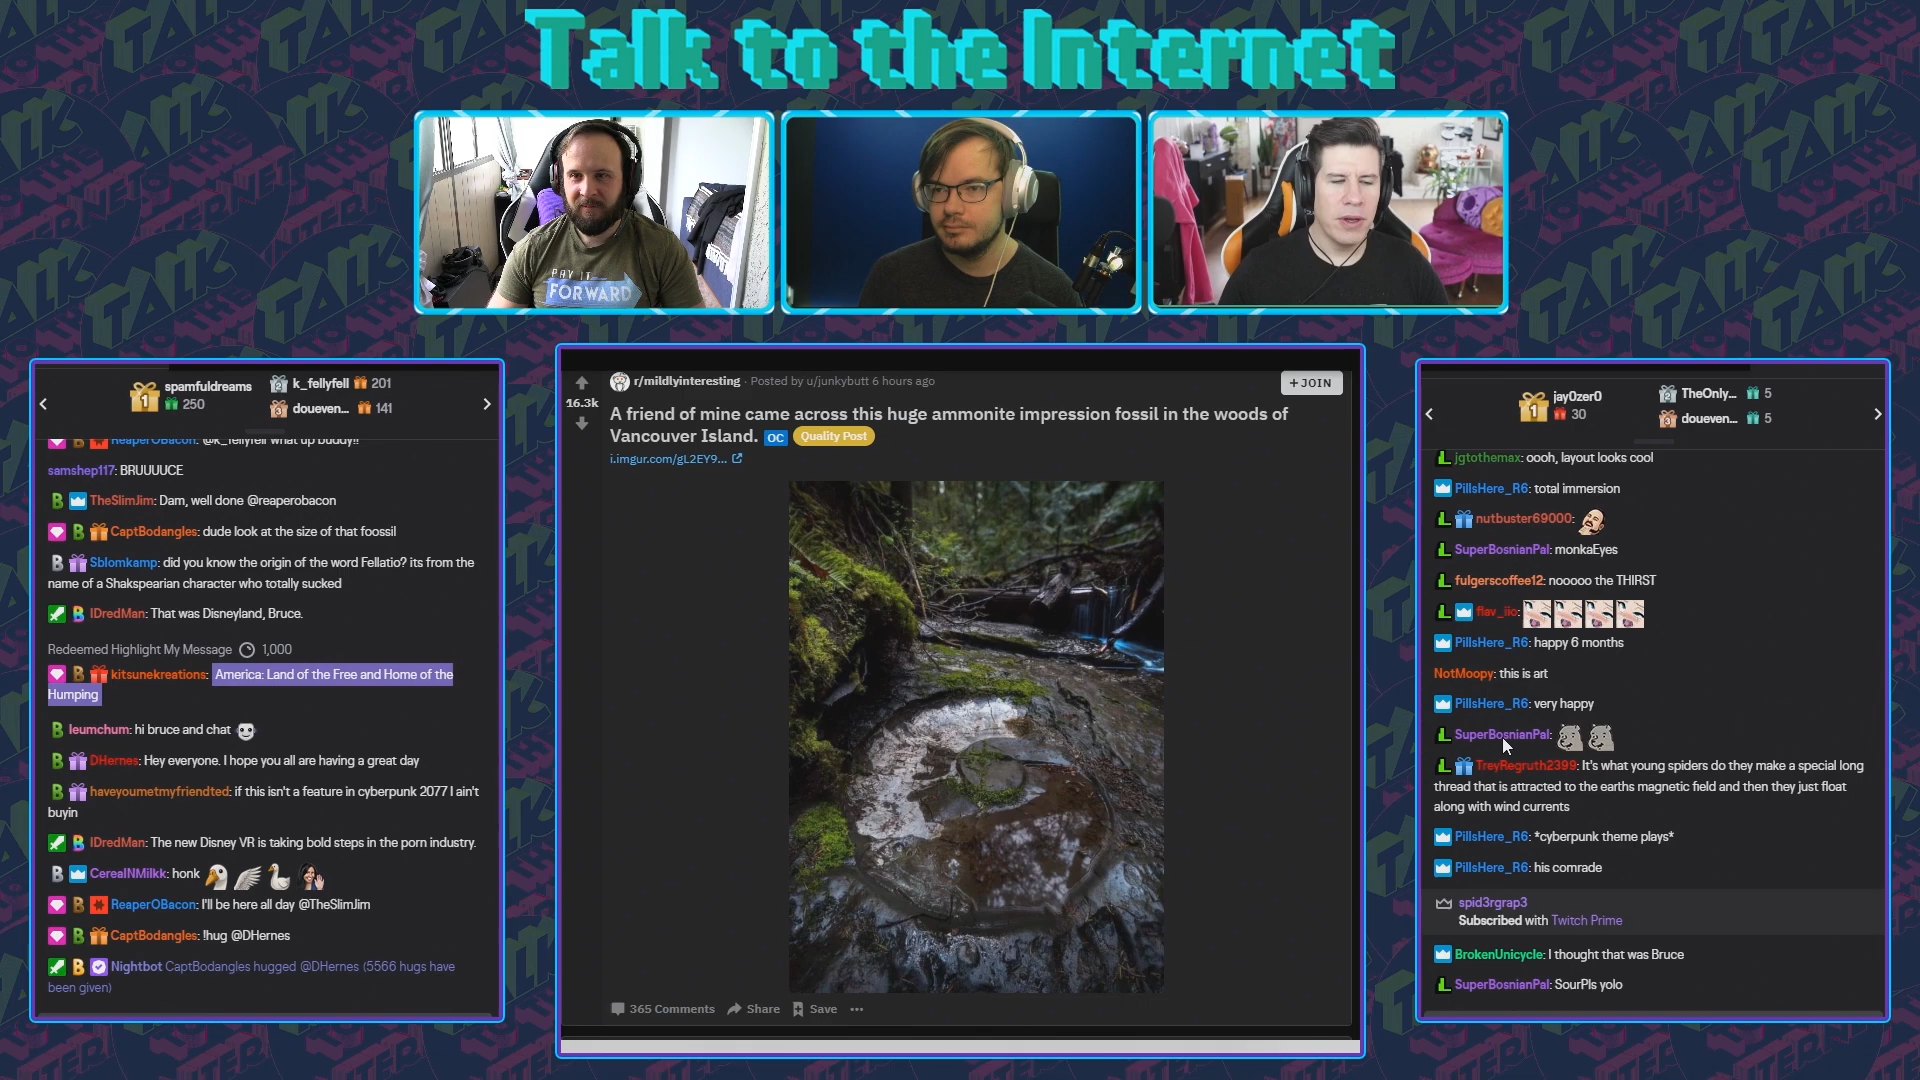 Talk to the Internet
PAY IT
FORWARD
spamfuldreams
250
k_fellyfell 201
doueven... 141
ReaperOBacon: @k_fellyfell what up buddy!!
samshep117: BRUUUUCE
TheSlimJim: Dam, well done @reaperobacon
CaptBodangles: dude look at the size of that foossil
Sblomkamp: did you know the origin of the word Fellatio? its from the
name of a Shakspearian character who totally sucked
IDredMan: That was Disneyland, Bruce.
Redeemed Highlight My Message 1,000
kitsunekreations: America: Land of the Free and Home of the
Humping
leumchum: hi bruce and chat
DHernes: Hey everyone. I hope you all are having a great day
haveyoumetmyfriendted: if this isn't a feature in cyberpunk 2077 I ain't
buyin
IDredMan: The new Disney VR is taking bold steps in the porn industry.
CerealNMilkk: honk
ReaperOBacon: I'll be here all day @TheSlimJim
CaptBodangles: !hug @DHernes
Nightbot CaptBodangles hugged @DHernes (5566 hugs have
been given)
r/mildlyinteresting · Posted by u/junkybutt 6 hours ago
+ JOIN
16.3k
A friend of mine came across this huge ammonite impression fossil in the woods of
Vancouver Island. OC Quality Post
i.imgur.com/gL2EY9...
365 Comments Share Save ...
jay0zer0
30
TheOnly... 5
doueven... 5
jgtothemax: oooh, layout looks cool
PillsHere_R6: total immersion
nutbuster69000:
SuperBosnianPal: monkaEyes
fulgerscoffee12: nooooo the THIRST
flav_iio:
PillsHere_R6: happy 6 months
NotMoopy: this is art
PillsHere_R6: very happy
SuperBosnianPal:
TreyRegruth2399: It's what young spiders do they make a special long
thread that is attracted to the earths magnetic field and then they just float
along with wind currents
PillsHere_R6: *cyberpunk theme plays*
PillsHere_R6: his comrade
spid3rgrap3
Subscribed with Twitch Prime
BrokenUnicycle: I thought that was Bruce
SuperBosnianPal: SourPls yolo